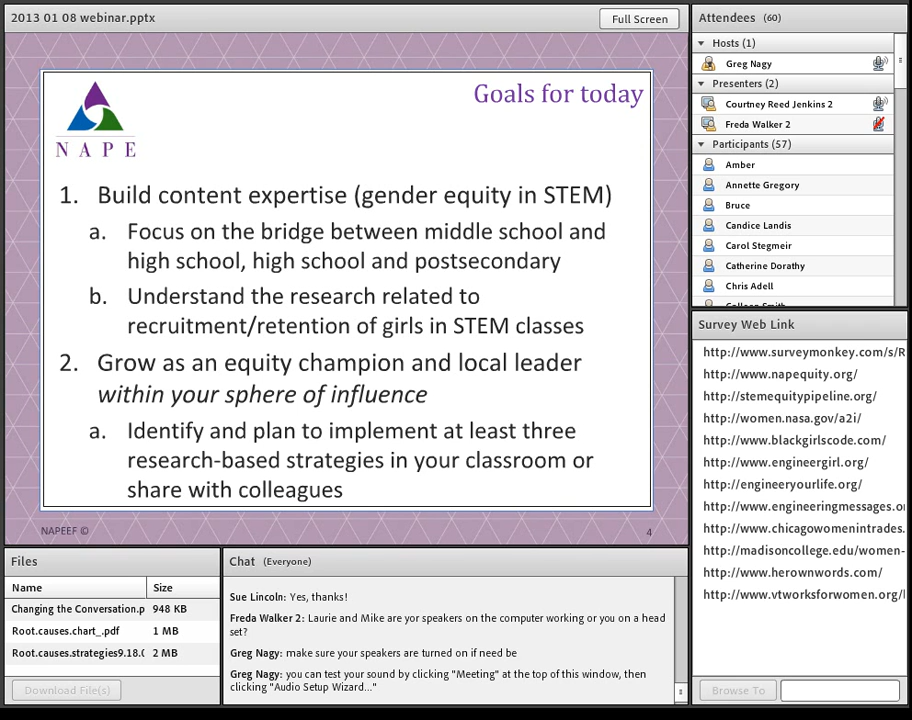 2013 01 08 webinar.pptx
Full Screen
NAPE
Goals for today
1. Build content expertise (gender equity in STEM)
a. Focus on the bridge between middle school and
high school, high school and postsecondary
b. Understand the research related to
recruitment/retention of girls in STEM classes
2. Grow as an equity champion and local leader
within your sphere of influence
a. Identify and plan to implement at least three
research-based strategies in your classroom or
share with colleagues
NAPEEF ©
4
Attendees (60)
Hosts (1)
Greg Nagy
Presenters (2)
Courtney Reed Jenkins 2
Freda Walker 2
Participants (57)
Amber
Annette Gregory
Bruce
Candice Landis
Carol Stegmeir
Catherine Dorathy
Chris Adell
Survey Web Link
http://www.surveymonkey.com/s/R
http://www.napequity.org/
http://stemequitypipeline.org/
http://women.nasa.gov/a2i/
http://www.blackgirlscode.com/
http://www.engineergirl.org/
http://engineeryourlife.org/
http://www.engineeringmessages.o
http://www.chicagowomenintrades.
http://madisoncollege.edu/women-
http://www.herownwords.com/
http://www.vtworksforwomen.org/
Browse To
Files
Name Size
Changing the Conversation.p 948 KB
Root.causes.chart_.pdf 1 MB
Root.causes.strategies9.18.( 2 MB
Download File(s)
Chat (Everyone)
Sue Lincoln: Yes, thanks!
Freda Walker 2: Laurie and Mike are yor speakers on the computer working or you on a head
set?
Greg Nagy: make sure your speakers are turned on if need be
Greg Nagy: you can test your sound by clicking "Meeting" at the top of this window, then
clicking "Audio Setup Wizard..."